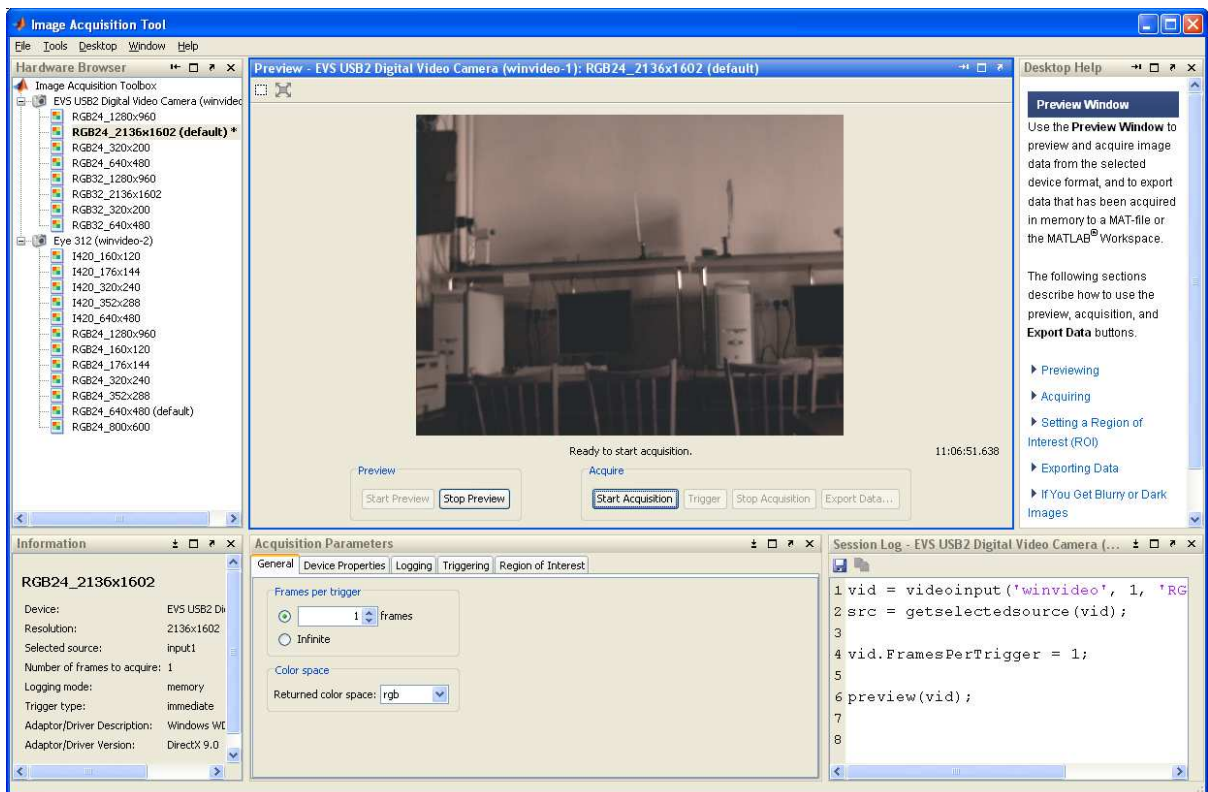 Image Acquisition Tool
File Tools Desktop Window Help
Hardware Browser
Image Acquisition Toolbox
EVS USB2 Digital Video Camera (winvideo
RGB24_1280x960
RGB24_2136x1602 (default) *
RGB24_320x200
RGB24_640x480
RGB32_1280x960
RGB32_2136x1602
RGB32_320x200
RGB32_640x480
Eye 312 (winvideo-2)
I420_160x120
I420_176x144
I420_320x240
I420_352x288
I420_640x480
RGB24_1280x960
RGB24_160x120
RGB24_176x144
RGB24_320x240
RGB24_352x288
RGB24_640x480 (default)
RGB24_800x600
Preview - EVS USB2 Digital Video Camera (winvideo-1): RGB24_2136x1602 (default)
Ready to start acquisition.
11:06:51.638
Preview
Start Preview Stop Preview
Acquire
Start Acquisition Trigger Stop Acquisition Export Data...
Desktop Help
Preview Window
Use the Preview Window to
preview and acquire image
data from the selected
device format, and to export
data that has been acquired
in memory to a MAT-file or
the MATLAB® Workspace.
The following sections
describe how to use the
preview, acquisition, and
Export Data buttons.
Previewing
Acquiring
Setting a Region of
Interest (ROI)
Exporting Data
If You Get Blurry or Dark
Images
Information
RGB24_2136x1602
Device: EVS USB2 Di
Resolution: 2136x1602
Selected source: input1
Number of frames to acquire: 1
Logging mode: memory
Trigger type: immediate
Adaptor/Driver Description: Windows WD
Adaptor/Driver Version: DirectX 9.0
Acquisition Parameters
General Device Properties Logging Triggering Region of Interest
Frames per trigger
1 frames
Infinite
Color space
Returned color space: rgb
Session Log - EVS USB2 Digital Video Camera (...
1 vid = videoinput('winvideo', 1, 'RG
2 src = getselectedsource(vid);
3
4 vid.FramesPerTrigger = 1;
5
6 preview(vid);
7
8